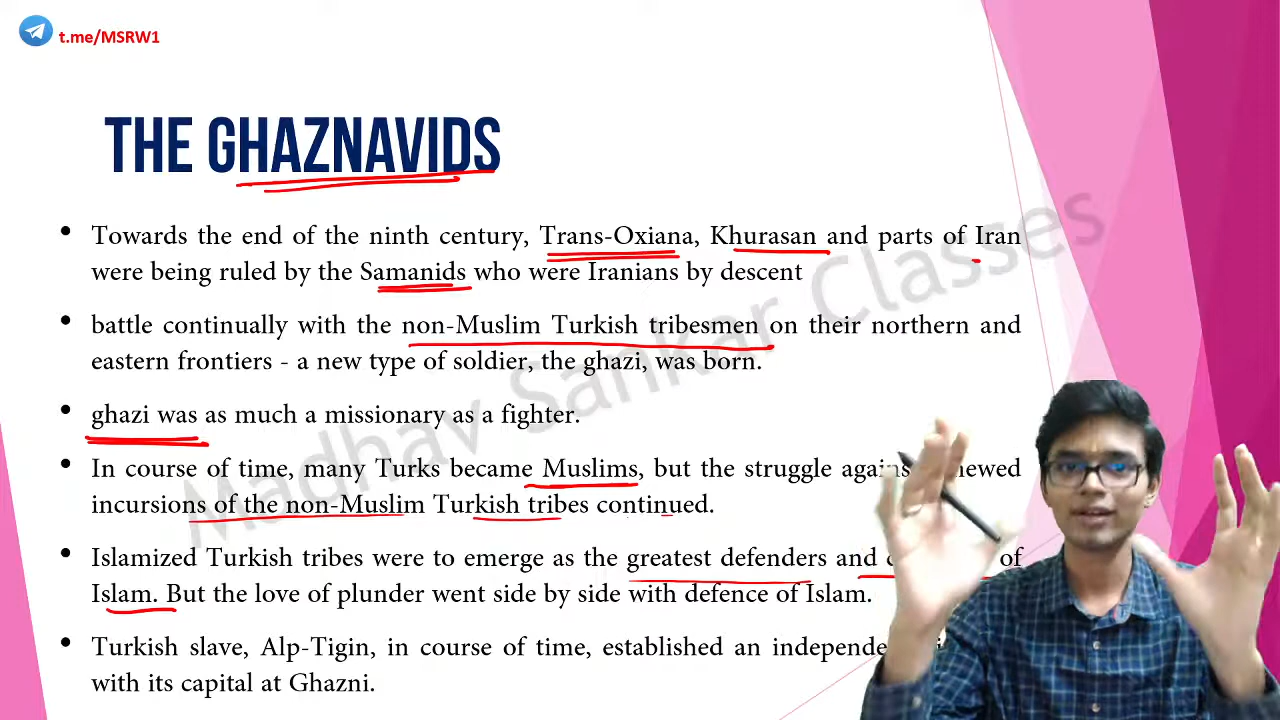 t.me/MSRW1
THE GHAZNAVIDS
• Towards the end of the ninth century, Trans-Oxiana, Khurasan and parts of Iran
were being ruled by the Samanids who were Iranians by descent
• battle continually with the non-Muslim Turkish tribesmen on their northern and
eastern frontiers - a new type of soldier, the ghazi, was born.
• ghazi was as much a missionary as a fighter.
• In course of time, many Turks became Muslims, but the struggle
incursions of the non-Muslim Turkish tribes continued.
• Islamized Turkish tribes were to emerge as the greatest defenders and of
Islam. But the love of plunder went side by side with defence of Islam.
• Turkish slave, Alp-Tigin, in course of time, established an
with its capital at Ghazni.
Madhav Sankar Classes